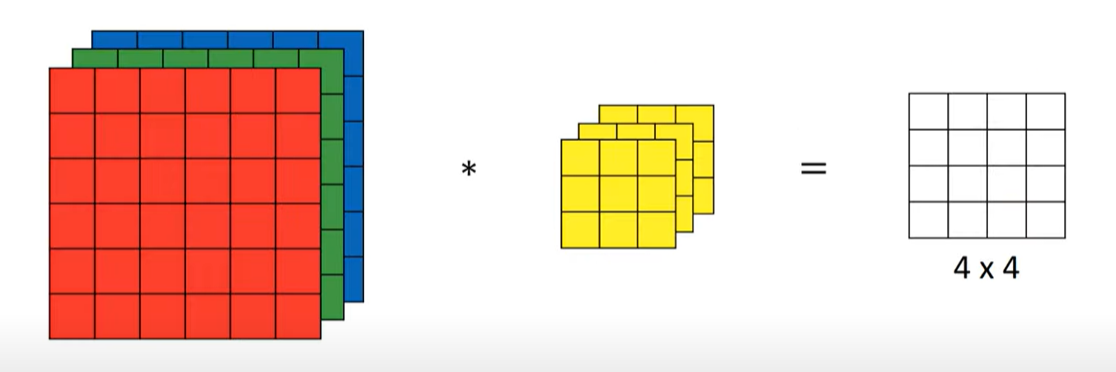 * =
4 x 4